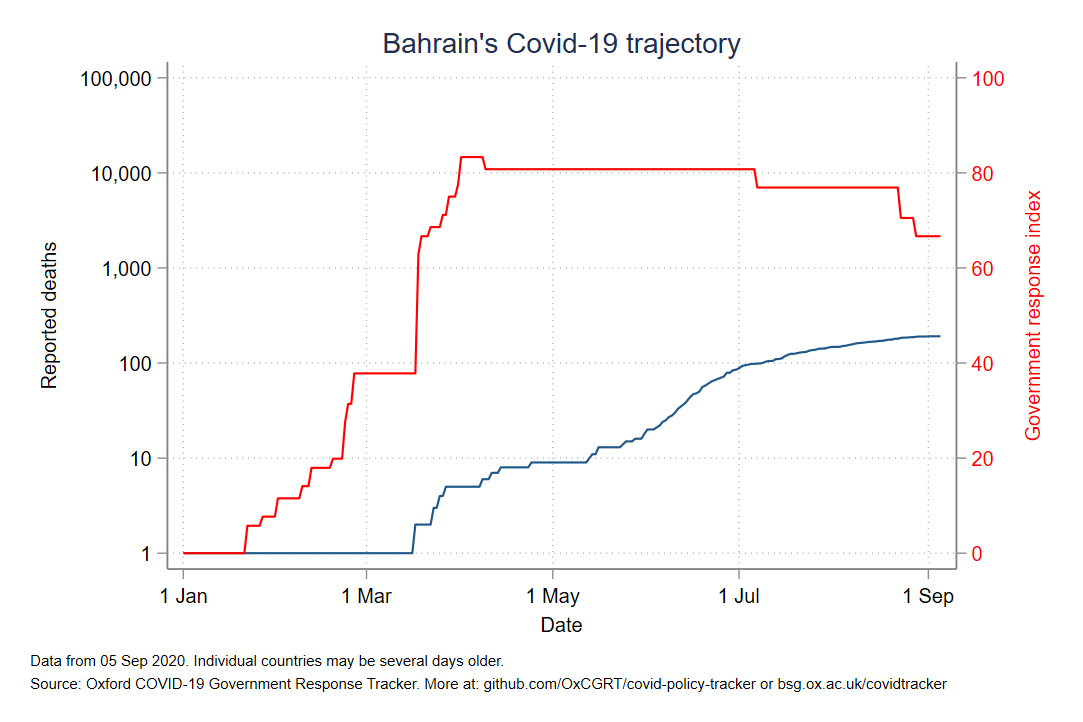 Bahrain's Covid-19 trajectory
100,000
10,000
1,000
100
10
1
Reported deaths
100
80
60
40
20
0
Government response index
1 Jan
1 Mar
1 May
1 Jul
1 Sep
Date
Data from 05 Sep 2020. Individual countries may be several days older.
Source: Oxford COVID-19 Government Response Tracker. More at: github.com/OxCGRT/covid-policy-tracker or bsg.ox.ac.uk/covidtracker